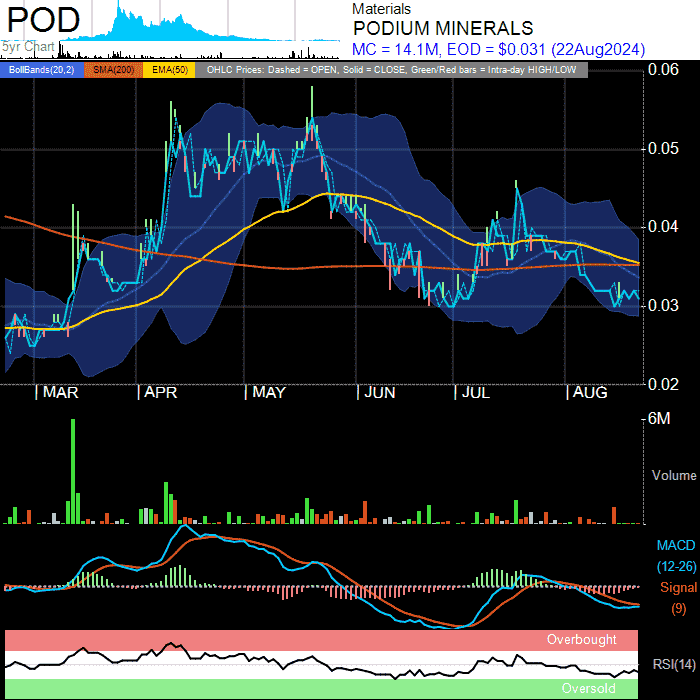 POD
5yr Chart
Materials
PODIUM MINERALS
MC = 14.1M, EOD = $0.031 (22Aug2024)
BollBands(20,2) SMA(200) EMA(50) OHLC Prices: Dashed = OPEN, Solid = CLOSE, Green/Red bars = Intra-day HIGH/LOW
0.06
0.05
0.04
0.03
0.02
| MAR | APR | MAY | JUN | JUL | AUG
6M
Volume
MACD
(12-26)
Signal
(9)
Overbought
RSI(14)
Oversold